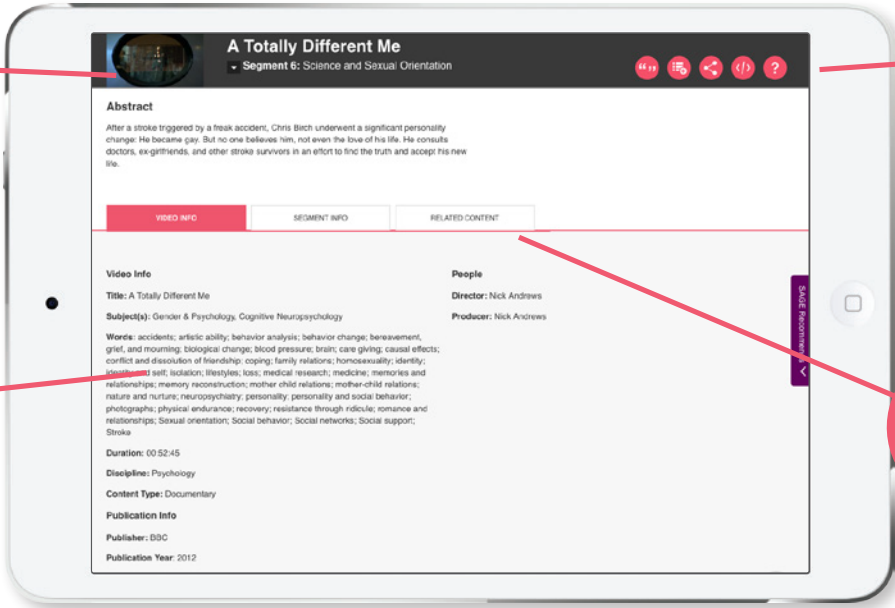 A Totally Different Me
Segment 6: Science and Sexual Orientation
“ ”
</>
?
Abstract
After a stroke triggered by a freak accident, Chris Birch underwent a significant personality
change: He became gay. But no one believes him, not even the love of his life. He consults
doctors, ex-girlfriends, and other stroke survivors in an effort to find the truth and accept his new
life.
VIDEO INFO
SEGMENT INFO
RELATED CONTENT
Video Info
Title: A Totally Different Me
Subject(s): Gender & Psychology, Cognitive Neuropsychology
Words: accidents; artistic ability; behavior analysis; behavior change; bereavement,
grief, and mourning; biological change; blood pressure; brain; care giving; causal effects;
conflict and dissolution of friendship; coping; family relations; homosexuality; identity;
identity and self; isolation; lifestyles; loss; medical research; medicine; memories and
relationships; memory reconstruction; mother child relations; mother-child relations;
nature and nurture; neuropsychiatry; personality; personality and social behavior;
photographs; physical endurance; recovery; resistance through ridicule; romance and
relationships; Sexual orientation; Social behavior; Social networks; Social support;
Stroke
Duration: 00:52:45
Discipline: Psychology
Content Type: Documentary
Publication Info
Publisher: BBC
Publication Year: 2012
People
Director: Nick Andrews
Producer: Nick Andrews
SAGE Recommends